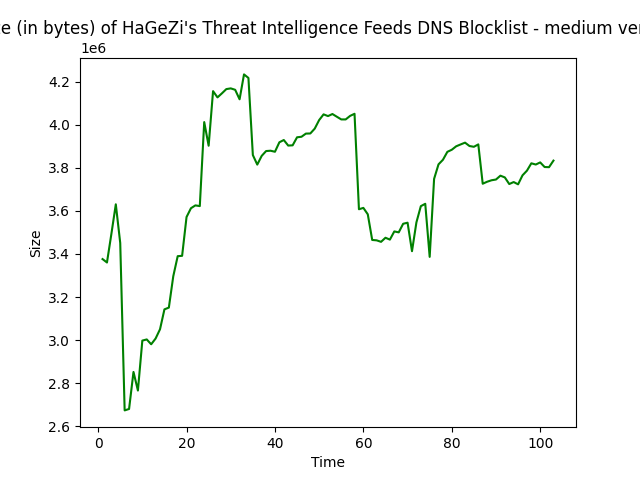 e (in bytes) of HaGeZi's Threat Intelligence Feeds DNS Blocklist - medium ver
1e6
4.2
4.0
3.8
3.6
3.4
3.2
3.0
2.8
2.6
Size
0 20 40 60 80 100
Time